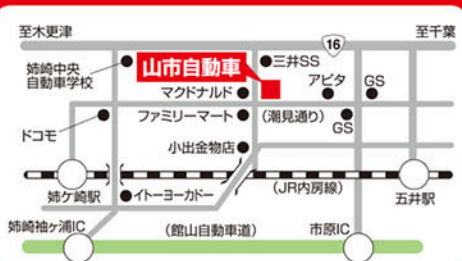 至木更津
至千葉
16
姉崎中央
自動車学校
山市自動車
三井SS
マクドナルド
アピタ
GS
ドコモ
ファミリーマート
(潮見通り)
GS
小出金物店
姉ケ崎駅
イトーヨーカドー
(JR内房線)
五井駅
姉崎袖ヶ浦IC
(館山自動車道)
市原IC